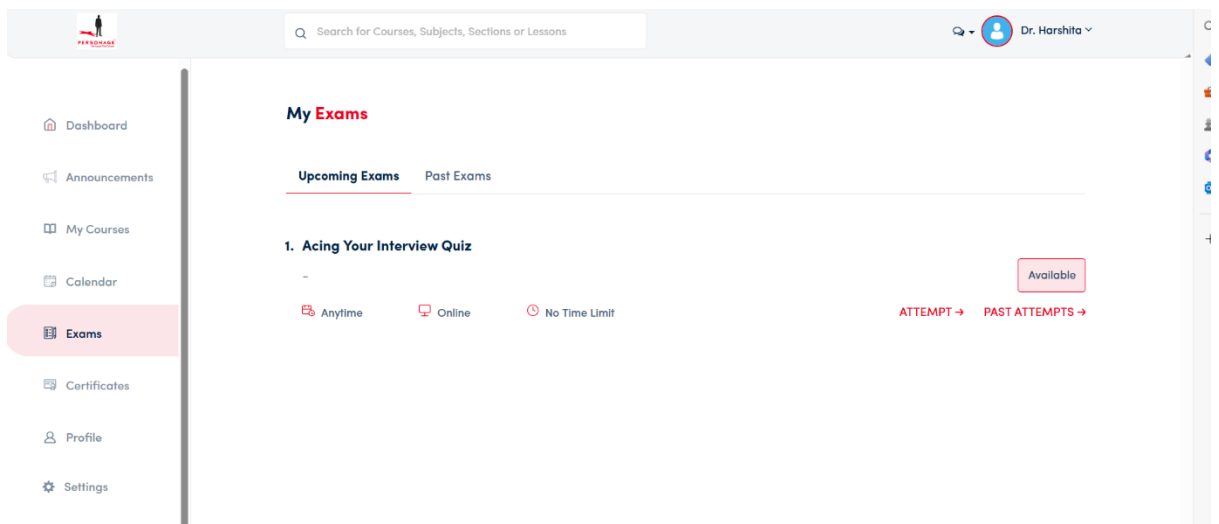 PERSONAGE
Search for Courses, Subjects, Sections or Lessons
Dr. Harshita
My Exams
Dashboard
Announcements
My Courses
Calendar
Exams
Certificates
Profile
Settings
Upcoming Exams Past Exams
1. Acing Your Interview Quiz
-
Available
Anytime Online No Time Limit
ATTEMPT → PAST ATTEMPTS →